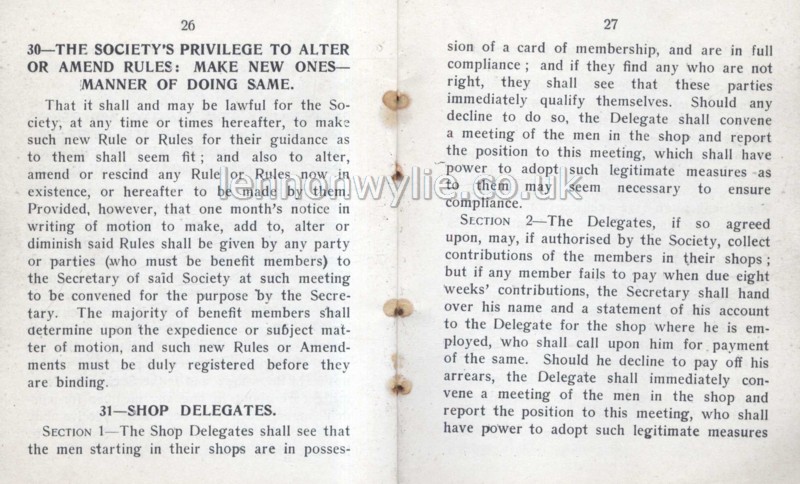 26
30—THE SOCIETY'S PRIVILEGE TO ALTER
OR AMEND RULES: MAKE NEW ONES—
MANNER OF DOING SAME.
That it shall and may be lawful for the So-
ciety, at any time or times hereafter, to make
such new Rule or Rules for their guidance as
to them shall seem fit; and also to alter,
amend or rescind any Rule or Rules now in
existence, or hereafter to be made by them
Provided, however, that one month's notice in
writing of motion to make, add to, alter or
diminish said Rules shall be given by any party
or parties (who must be benefit members) to
the Secretary of said Society at such meeting
to be convened for the purpose by the Secre-
tary. The majority of benefit members shall
determine upon the expedience or subject mat-
ter of motion, and such new Rules or Amend-
ments must be duly registered before they
are binding.
31—SHOP DELEGATES.
SECTION 1—The Shop Delegates shall see that
the men starting in their shops are in posses-
27
sion of a card of membership, and are in full
compliance; and if they find any who are not
right, they shall see that these parties
immediately qualify themselves. Should any
decline to do so, the Delegate shall convene
a meeting of the men in the shop and report
the position to this meeting, which shall have
power to adopt such legitimate measures as
to them may seem necessary to ensure
compliance.
SECTION 2—The Delegates, if so agreed
upon, may, if authorised by the Society, collect
contributions of the members in their shops;
but if any member fails to pay when due eight
weeks' contributions, the Secretary shall hand
over his name and a statement of his account
to the Delegate for the shop where he is em-
ployed, who shall call upon him for payment
of the same. Should he decline to pay off his
arrears, the Delegate shall immediately con-
vene a meeting of the men in the shop and
report the position to this meeting, who shall
have power to adopt such legitimate measures
lennonwylie.co.uk